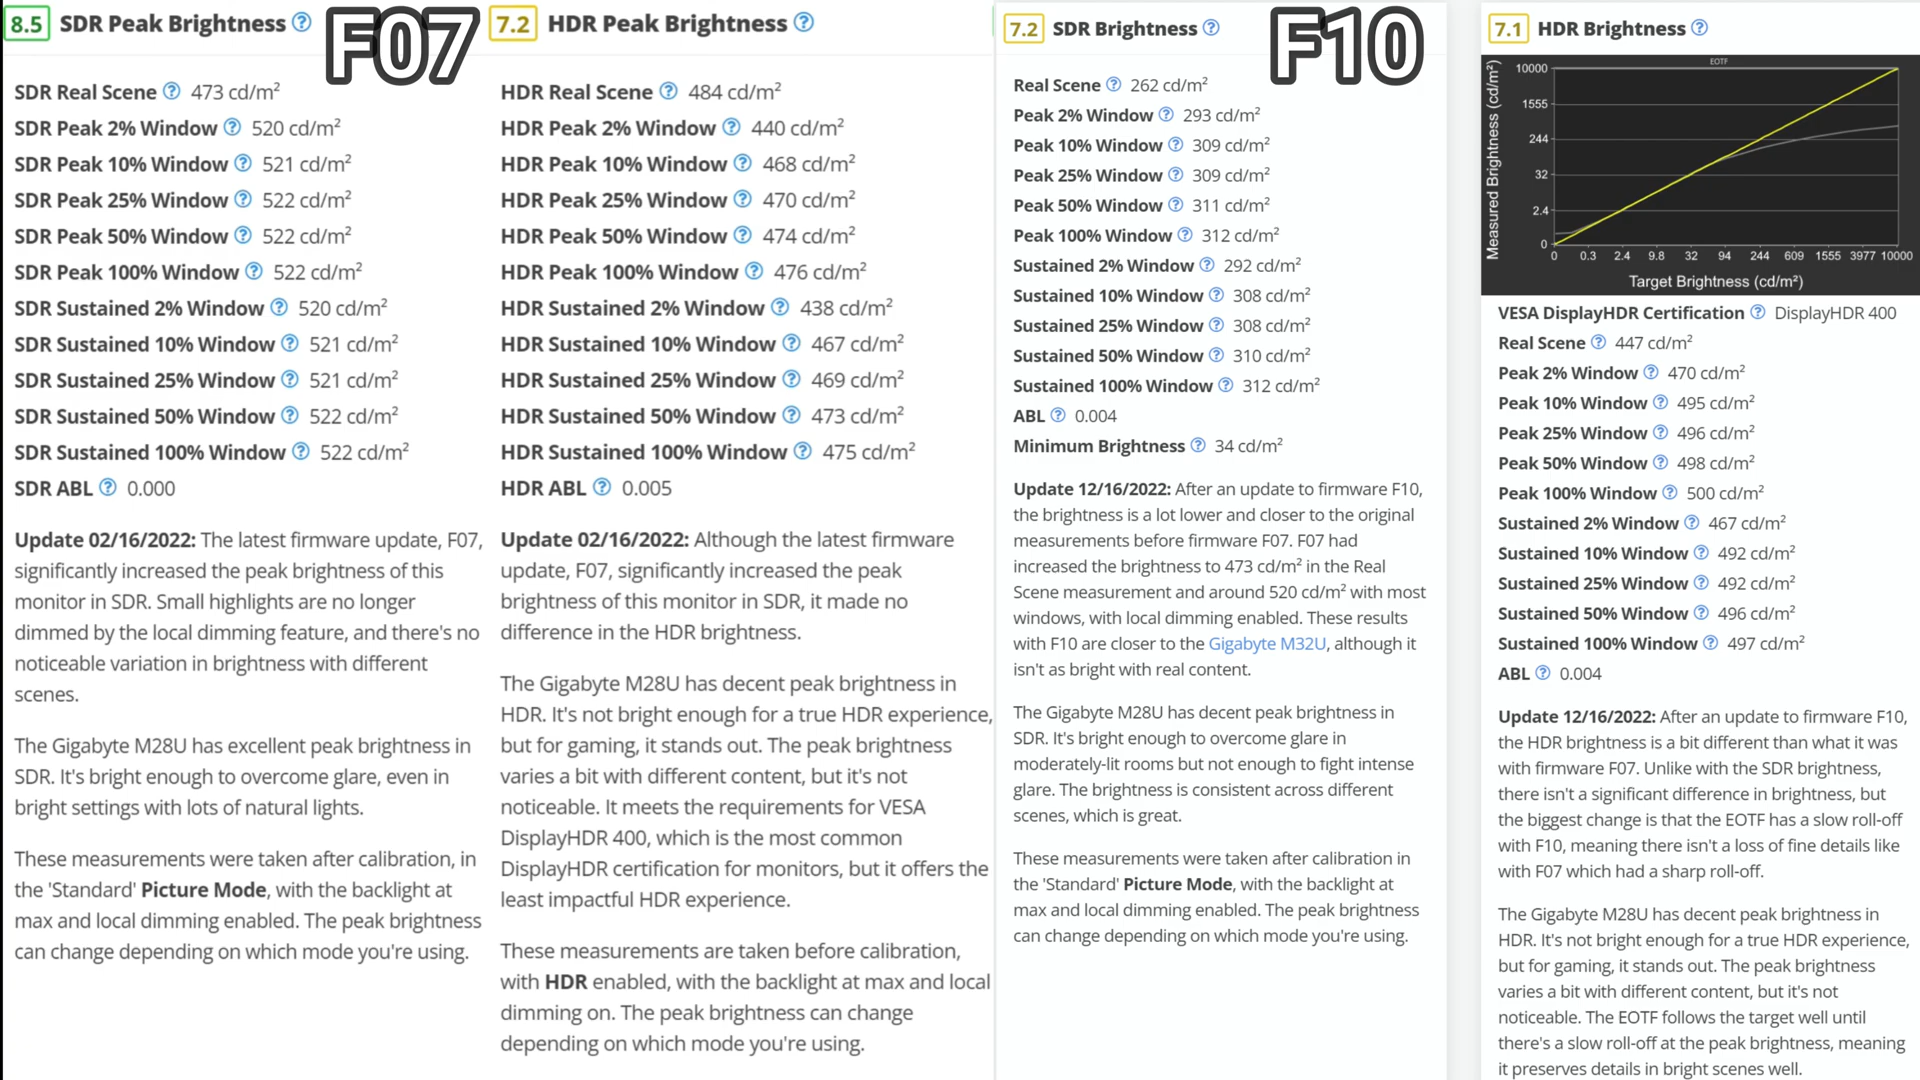 8.5 SDR Peak Brightness ? F07
SDR Real Scene ? 473 cd/m²
SDR Peak 2% Window ? 520 cd/m²
SDR Peak 10% Window ? 521 cd/m²
SDR Peak 25% Window ? 522 cd/m²
SDR Peak 50% Window ? 522 cd/m²
SDR Peak 100% Window ? 522 cd/m²
SDR Sustained 2% Window ? 520 cd/m²
SDR Sustained 10% Window ? 521 cd/m²
SDR Sustained 25% Window ? 521 cd/m²
SDR Sustained 50% Window ? 522 cd/m²
SDR Sustained 100% Window ? 522 cd/m²
SDR ABL ? 0.000
Update 02/16/2022: The latest firmware update, F07,
significantly increased the peak brightness of this
monitor in SDR. Small highlights are no longer
dimmed by the local dimming feature, and there's no
noticeable variation in brightness with different
scenes.
The Gigabyte M28U has excellent peak brightness in
SDR. It's bright enough to overcome glare, even in
bright settings with lots of natural lights.
These measurements were taken after calibration, in
the 'Standard' Picture Mode, with the backlight at
max and local dimming enabled. The peak brightness
can change depending on which mode you're using.
7.2 HDR Peak Brightness ?
HDR Real Scene ? 484 cd/m²
HDR Peak 2% Window ? 440 cd/m²
HDR Peak 10% Window ? 468 cd/m²
HDR Peak 25% Window ? 470 cd/m²
HDR Peak 50% Window ? 474 cd/m²
HDR Peak 100% Window ? 476 cd/m²
HDR Sustained 2% Window ? 438 cd/m²
HDR Sustained 10% Window ? 467 cd/m²
HDR Sustained 25% Window ? 469 cd/m²
HDR Sustained 50% Window ? 473 cd/m²
HDR Sustained 100% Window ? 475 cd/m²
HDR ABL ? 0.005
Update 02/16/2022: Although the latest firmware
update, F07, significantly increased the peak
brightness of this monitor in SDR, it made no
difference in the HDR brightness.
The Gigabyte M28U has decent peak brightness in
HDR. It's not bright enough for a true HDR experience,
but for gaming, it stands out. The peak brightness
varies a bit with different content, but it's not
noticeable. It meets the requirements for VESA
DisplayHDR 400, which is the most common
DisplayHDR certification for monitors, but it offers the
least impactful HDR experience.
These measurements are taken before calibration,
with HDR enabled, with the backlight at max and local
dimming on. The peak brightness can change
depending on which mode you're using.
7.2 SDR Brightness ? F10
Real Scene ? 262 cd/m²
Peak 2% Window ? 293 cd/m²
Peak 10% Window ? 309 cd/m²
Peak 25% Window ? 309 cd/m²
Peak 50% Window ? 311 cd/m²
Peak 100% Window ? 312 cd/m²
Sustained 2% Window ? 292 cd/m²
Sustained 10% Window ? 308 cd/m²
Sustained 25% Window ? 308 cd/m²
Sustained 50% Window ? 310 cd/m²
Sustained 100% Window ? 312 cd/m²
ABL ? 0.004
Minimum Brightness ? 34 cd/m²
Update 12/16/2022: After an update to firmware F10,
the brightness is a lot lower and closer to the original
measurements before firmware F07. F07 had
increased the brightness to 473 cd/m² in the Real
Scene measurement and around 520 cd/m² with most
windows, with local dimming enabled. These results
with F10 are closer to the Gigabyte M32U, although it
isn't as bright with real content.
The Gigabyte M28U has decent peak brightness in
SDR. It's bright enough to overcome glare in
moderately-lit rooms but not enough to fight intense
glare. The brightness is consistent across different
scenes, which is great.
These measurements were taken after calibration in
the 'Standard' Picture Mode, with the backlight at
max and local dimming enabled. The peak brightness
can change depending on which mode you're using.
7.1 HDR Brightness ?
EOTF
Measured Brightness (cd/m²)
10000
1555
244
32
2.4
0
0 0.3 2.4 9.8 32 94 244 609 1555 3977 10000
Target Brightness (cd/m²)
VESA DisplayHDR Certification ? DisplayHDR 400
Real Scene ? 447 cd/m²
Peak 2% Window ? 470 cd/m²
Peak 10% Window ? 495 cd/m²
Peak 25% Window ? 496 cd/m²
Peak 50% Window ? 498 cd/m²
Peak 100% Window ? 500 cd/m²
Sustained 2% Window ? 467 cd/m²
Sustained 10% Window ? 492 cd/m²
Sustained 25% Window ? 492 cd/m²
Sustained 50% Window ? 496 cd/m²
Sustained 100% Window ? 497 cd/m²
ABL ? 0.004
Update 12/16/2022: After an update to firmware F10,
the HDR brightness is a bit different than what it was
with firmware F07. Unlike with the SDR brightness,
there isn't a significant difference in brightness, but
the biggest change is that the EOTF has a slow roll-off
with F10, meaning there isn't a loss of fine details like
with F07 which had a sharp roll-off.
The Gigabyte M28U has decent peak brightness in
HDR. It's not bright enough for a true HDR experience,
but for gaming, it stands out. The peak brightness
varies a bit with different content, but it's not
noticeable. The EOTF follows the target well until
there's a slow roll-off at the peak brightness, meaning
it preserves details in bright scenes well.